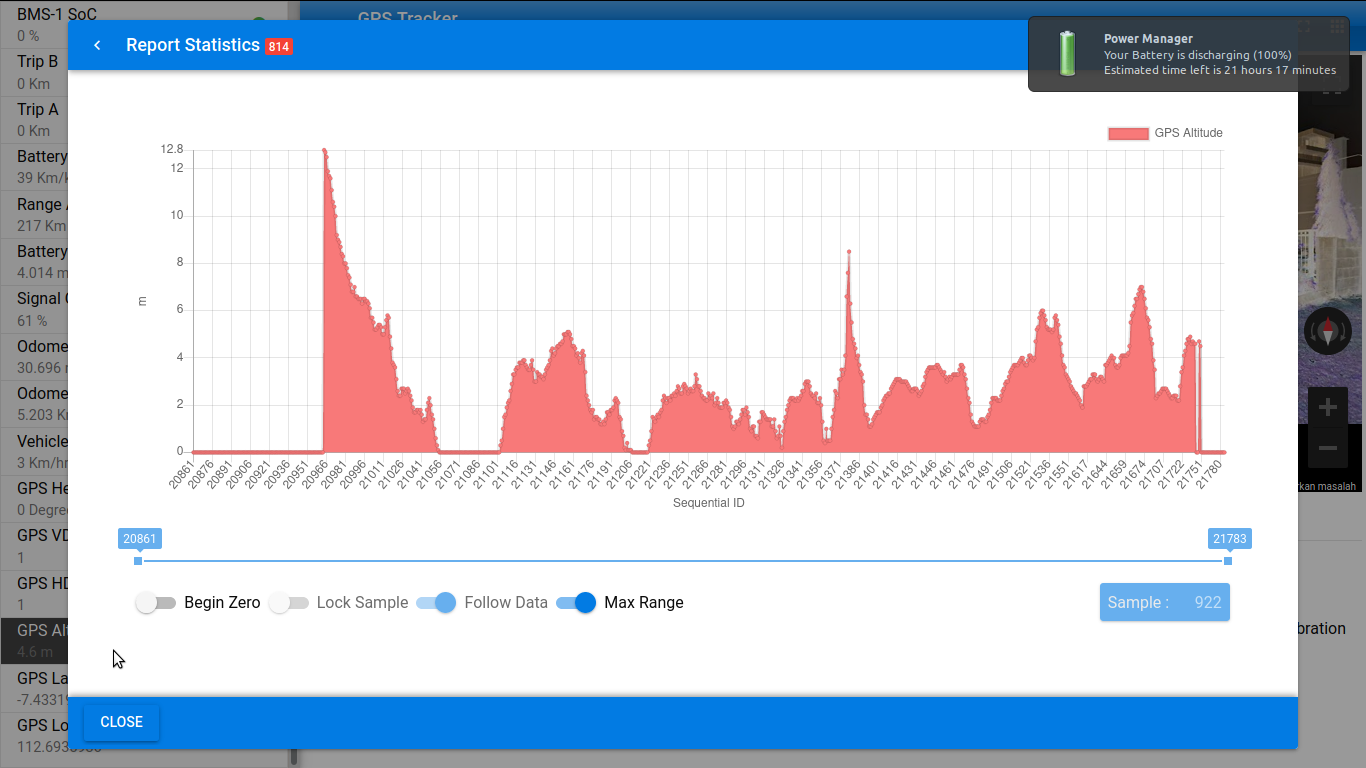 BMS-1 SoC
0 %
Trip B
0 Km
Trip A
0 Km
Battery
39 Km/k
Range
217 Km
Battery
4.014 m
Signal
61 %
Odome
30.696
Odome
5.203 K
Vehicle
3 Km/hr
GPS He
0 Degre
GPS VD
1
GPS HD
1
GPS Alt
4.6 m
GPS La
-7.4331
GPS Lo
112.693
GPS Tracker
Report Statistics 814
Power Manager
Your Battery is discharging (100%)
Estimated time left is 21 hours 17 minutes
GPS Altitude
12.8
12
10
8
6
4
2
0
m
20861 20876 20891 20906 20921 20936 20951 20966 20981 20996 21011 21026 21041 21056 21071 21086 21101 21116 21131 21146 21161 21176 21191 21206 21221 21236 21251 21266 21281 21296 21311 21326 21341 21356 21371 21386 21401 21416 21431 21446 21461 21476 21491 21506 21521 21536 21551 21617 21644 21659 21674 21707 21722 21751 21780
Sequential ID
20861
21783
Begin Zero
Lock Sample
Follow Data
Max Range
Sample : 922
CLOSE
rkan masalah
bration